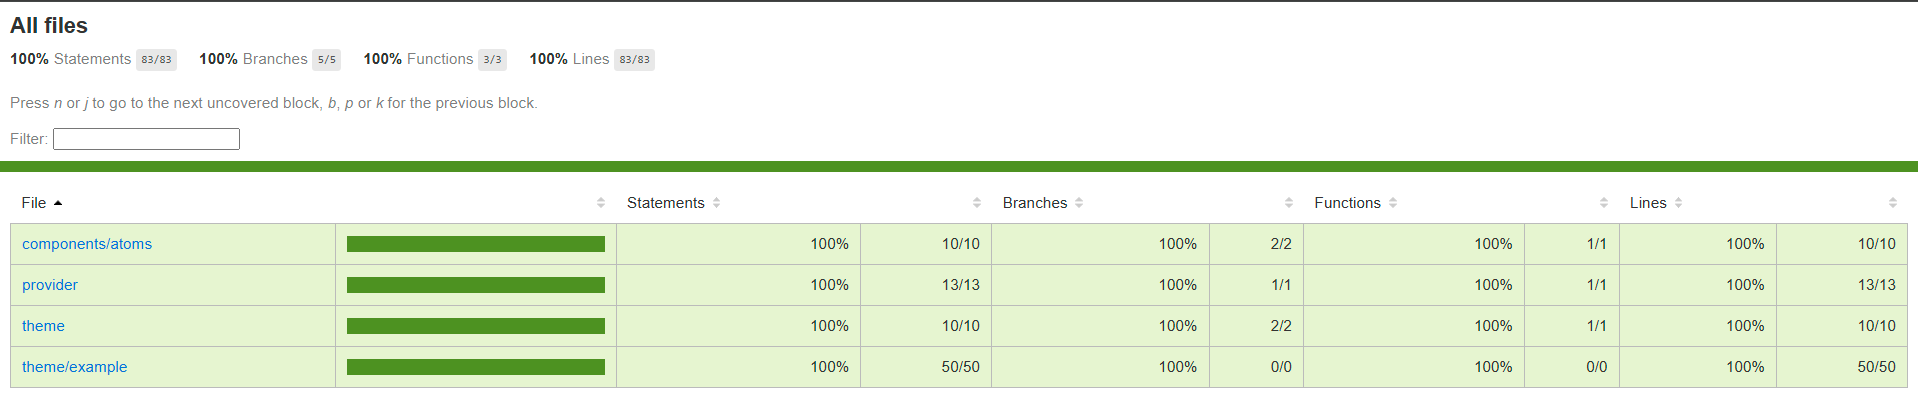 All files
100% Statements 83/83 100% Branches 5/5 100% Functions 3/3 100% Lines 83/83
Press n or j to go to the next uncovered block, b, p or k for the previous block.
Filter:
File Statements Branches Functions Lines
components/atoms 100% 10/10 100% 2/2 100% 1/1 100% 10/10
provider 100% 13/13 100% 1/1 100% 1/1 100% 13/13
theme 100% 10/10 100% 2/2 100% 1/1 100% 10/10
theme/example 100% 50/50 100% 0/0 100% 0/0 100% 50/50